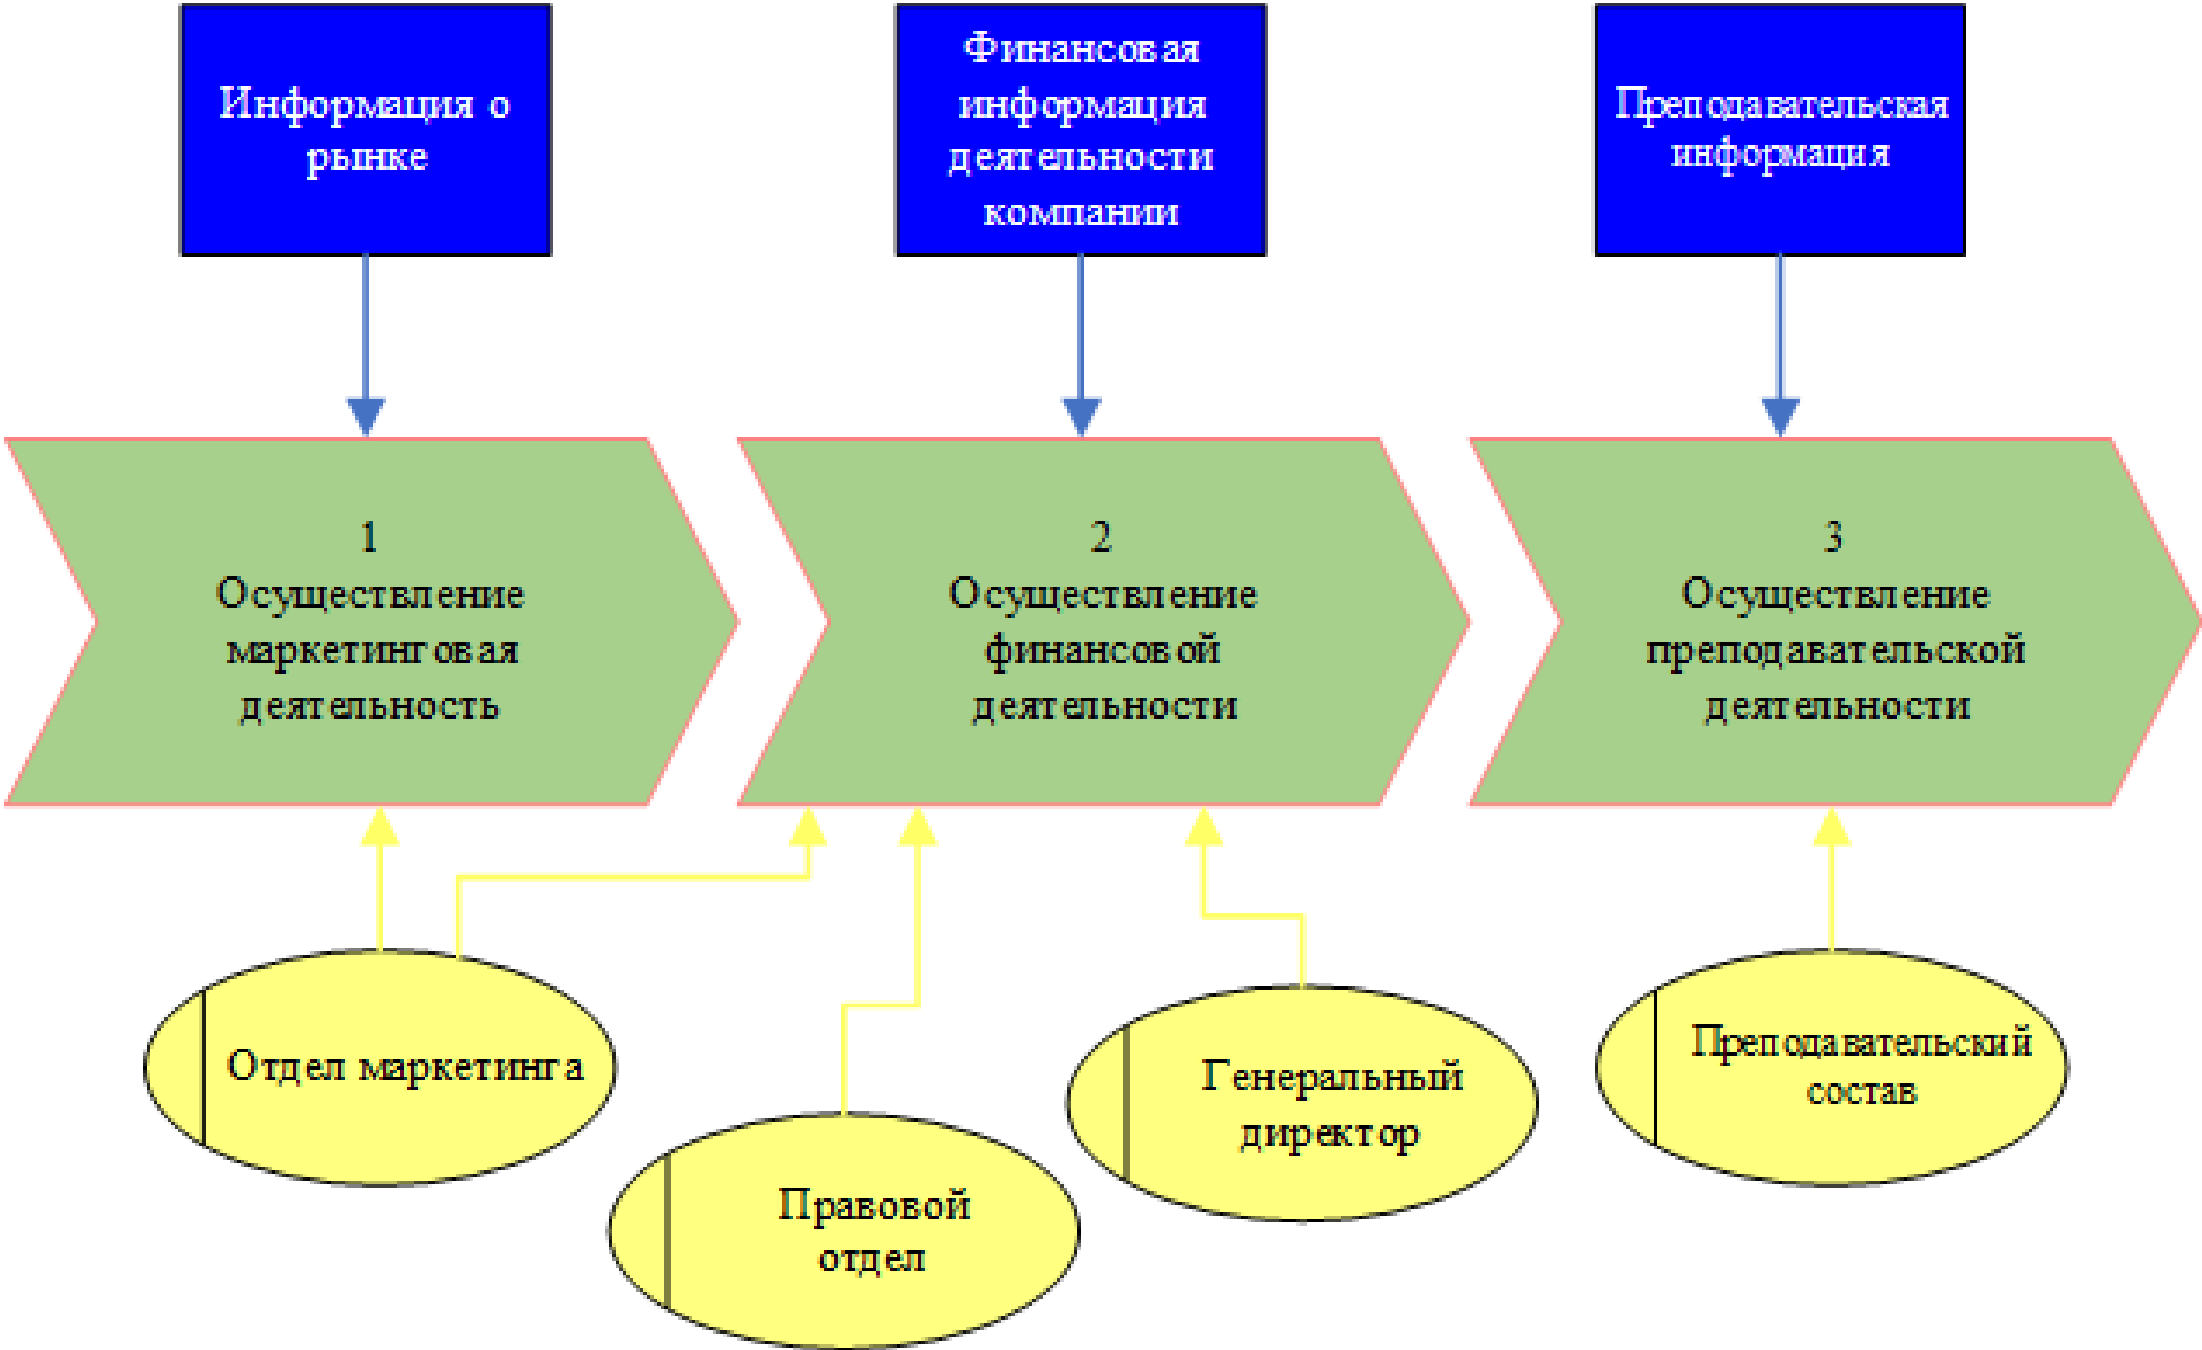 Информация о
рынке
Финансовая
информация
деятельности
компании
Преподавательская
информация
1
Осуществление
маркетинговая
деятельность
2
Осуществление
финансовой
деятельности
3
Осуществление
преподавательской
деятельности
Отдел маркетинга
Правовой
отдел
Генеральный
директор
Преподавательский
состав